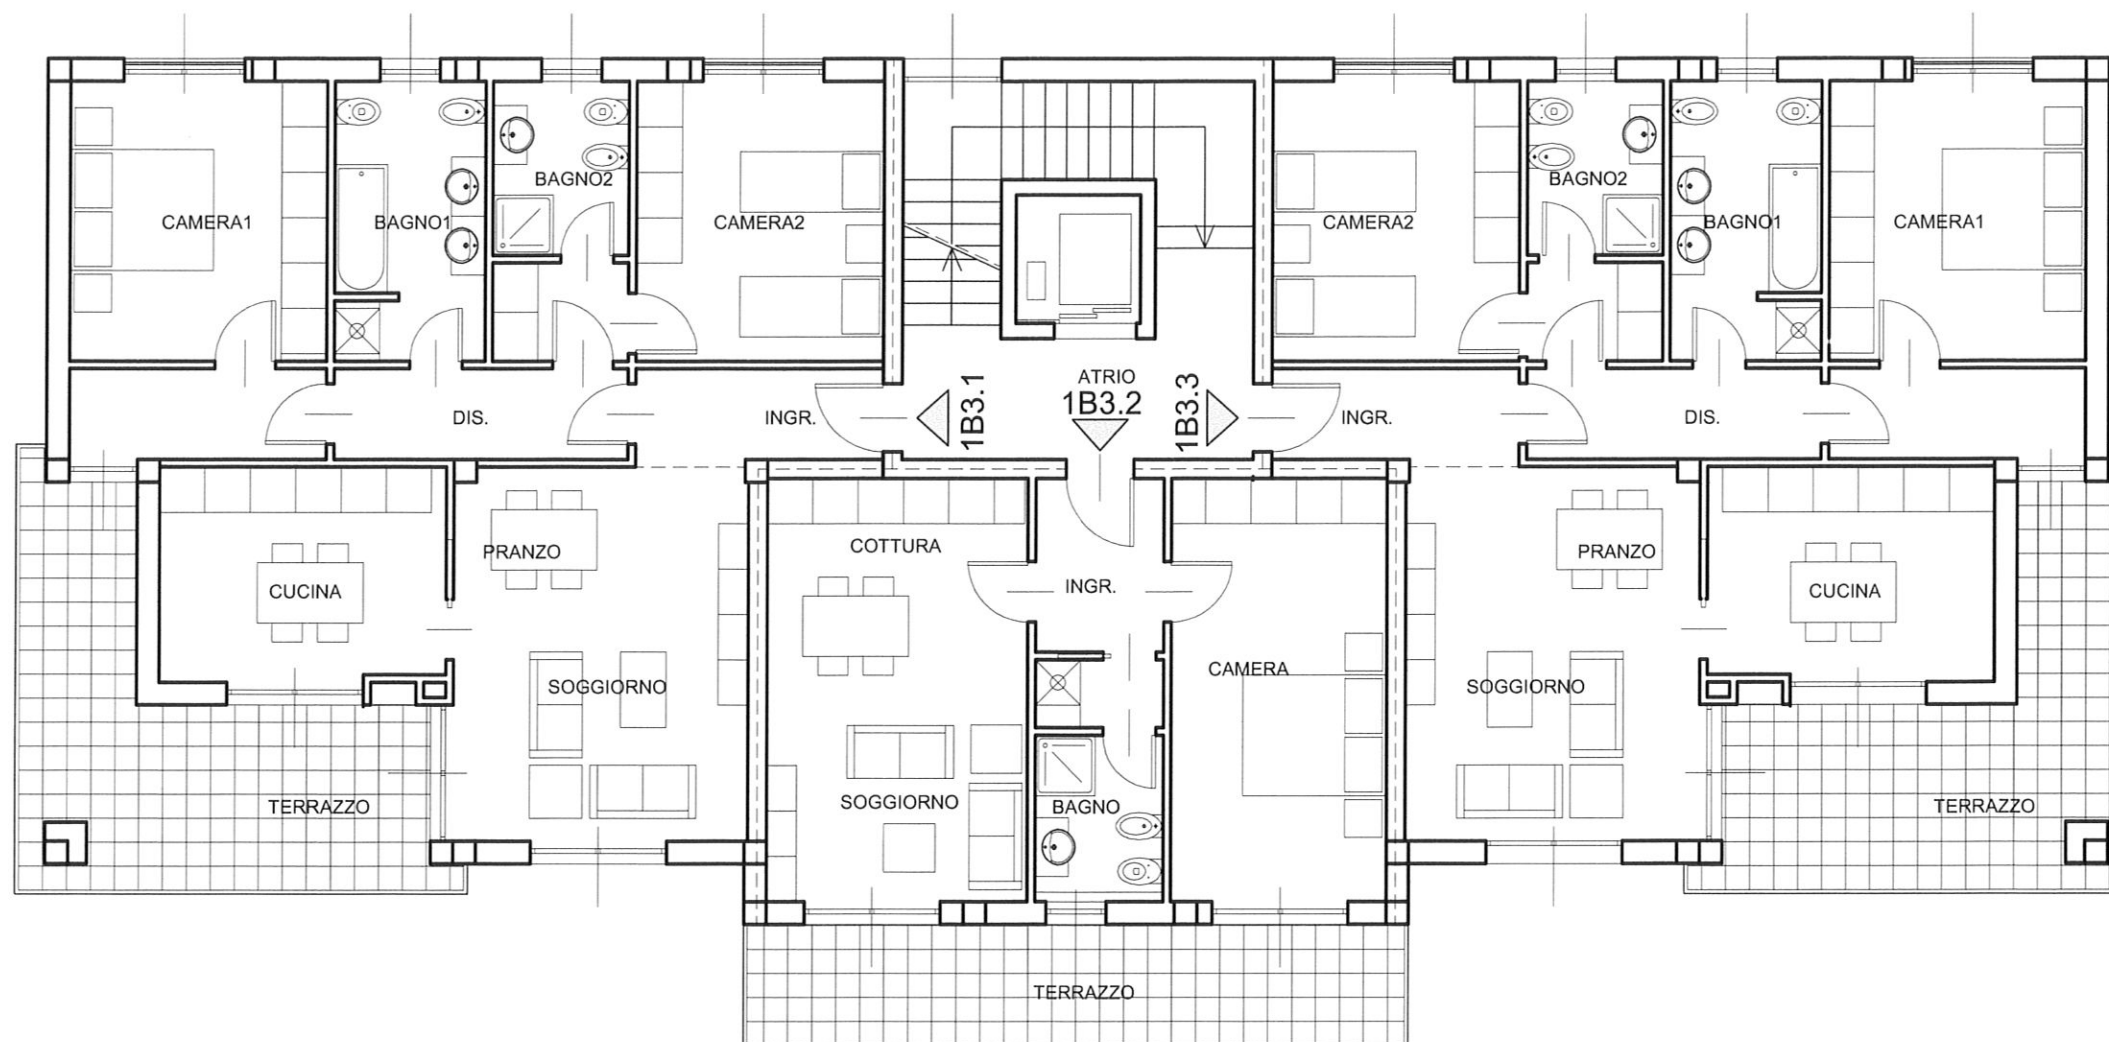 BAGNO2
BAGNO2
CAMERA1
BAGNO1
CAMERA2
CAMERA2
BAGNO1
CAMERA1
ATRIO
1B3.1
1B3.2
1B3.3
DIS.
INGR.
INGR.
DIS.
COTTURA
PRANZO
PRANZO
CUCINA
INGR.
CUCINA
CAMERA
SOGGIORNO
SOGGIORNO
TERRAZZO
SOGGIORNO
BAGNO
TERRAZZO
TERRAZZO